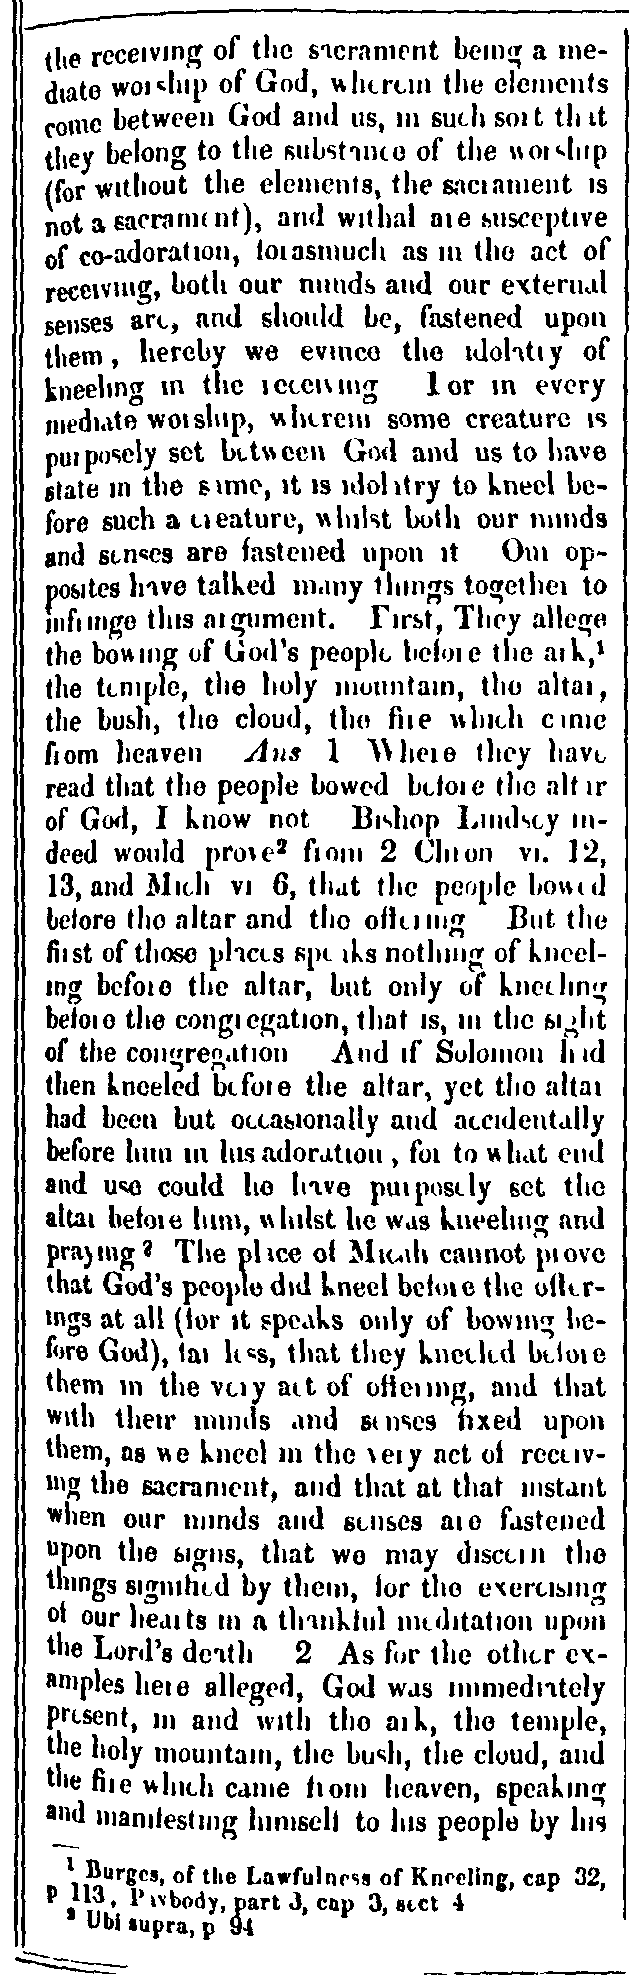 the receiving of the sacrament being a me-
diate worship of God, wherein the elements
come between God and us, in such sort that
they belong to the substance of the worship
(for without the elements, the sacrament is
not a sacrament), and withal are susceptive
of co-adoration, forasmuch as in the act of
receiving, both our minds and our external
senses are, and should be, fastened upon
them, hereby we evince the idolatry of
kneeling in the receiving For in every
mediate worship, wherein some creature is
purposely set between God and us to have
state in the same, it is idolatry to kneel be-
fore such a creature, whilst both our minds
and senses are fastened upon it Our op-
posites have talked many things together to
infringe this argument. First, They allege
the bowing of God's people before the ark,¹
the temple, the holy mountain, the altar,
the bush, the cloud, the fire which came
from heaven Ans 1 Where they have
read that the people bowed before the altar
of God, I know not Bishop Lindsey in-
deed would prove² from 2 Chron vi. 12,
13, and Mich vi 6, that the people bowed
before the altar and the offering But the
first of those places speaks nothing of kneel-
ing before the altar, but only of kneeling
before the congregation, that is, in the sight
of the congregation And if Solomon had
then kneeled before the altar, yet the altar
had been but occasionally and accidentally
before him in his adoration, for to what end
and use could he have purposely set the
altar before him, whilst he was kneeling and
praying? The place of Micah cannot prove
that God's people did kneel before the offer-
ings at all (for it speaks only of bowing be-
fore God), far less, that they kneeled before
them in the very act of offering, and that
with their minds and senses fixed upon
them, as we kneel in the very act of receiv-
ing the sacrament, and that at that instant
when our minds and senses are fastened
upon the signs, that we may discern the
things signified by them, for the exercising
of our hearts in a thankful meditation upon
the Lord's death 2 As for the other ex-
amples here alleged, God was immediately
present, in and with the ark, the temple,
the holy mountain, the bush, the cloud, and
the fire which came from heaven, speaking
and manifesting himself to his people by his
¹ Burges, of the Lawfulness of Kneeling, cap 32,
p 113, Paybody, part 3, cap 3, sect 4
² Ubi supra, p 94